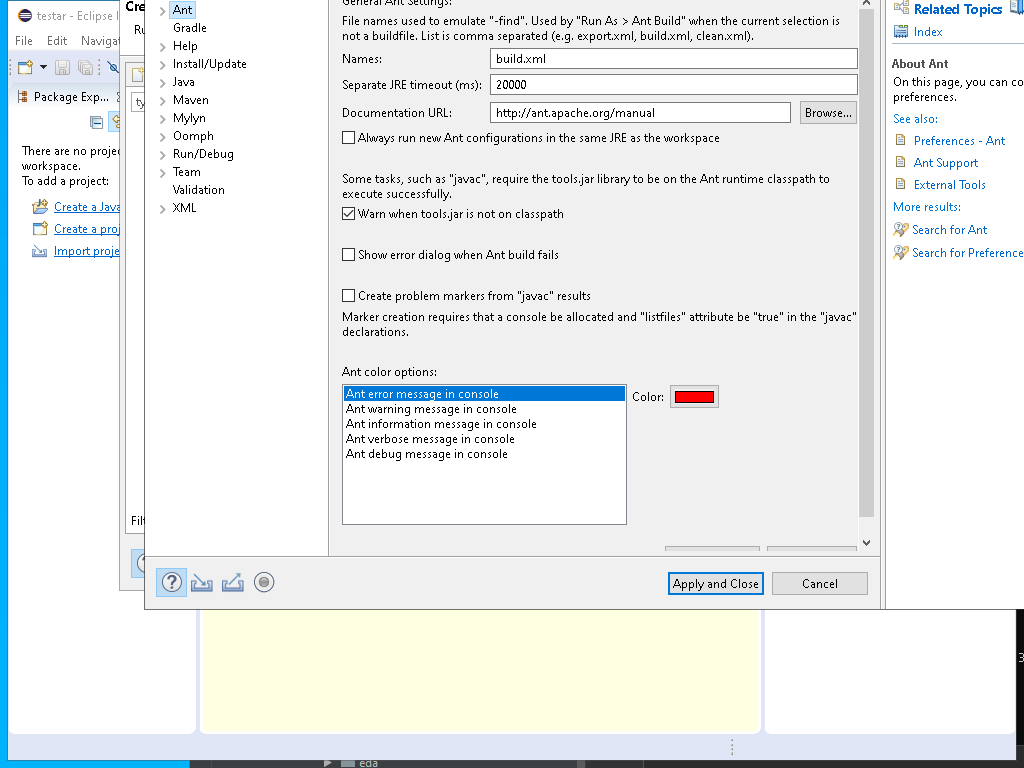 testar - Eclipse
File Edit
Package Exp...
There are no
workspace.
To add a project:
Create a Java
Create a
Import
Ant
Gradle
Help
Install/Update
Java
Maven
Mylyn
Oomph
Run/Debug
Team
Validation
XML
General Ant Settings:
File names used to emulate "-find". Used by "Run As > Ant Build" when the current selection is
not a buildfile. List is comma separated (e.g. export.xml, build.xml, clean.xml).
Names: build.xml
Separate JRE timeout (ms): 20000
Documentation URL: http://ant.apache.org/manual Browse...
Always run new Ant configurations in the same JRE as the workspace
Some tasks, such as "javac", require the tools.jar library to be on the Ant runtime classpath to
execute successfully.
Warn when tools.jar is not on classpath
Show error dialog when Ant build fails
Create problem markers from "javac" results
Marker creation requires that a console be allocated and "listfiles" attribute be "true" in the "javac"
declarations.
Ant color options:
Ant error message in console
Ant warning message in console
Ant information message in console
Ant verbose message in console
Ant debug message in console
Color:
Apply and Close Cancel
Related Topics
Index
About Ant
On this page, you can
preferences.
See also:
Preferences - Ant
Ant Support
External Tools
More results:
Search for Ant
Search for Preference
eda